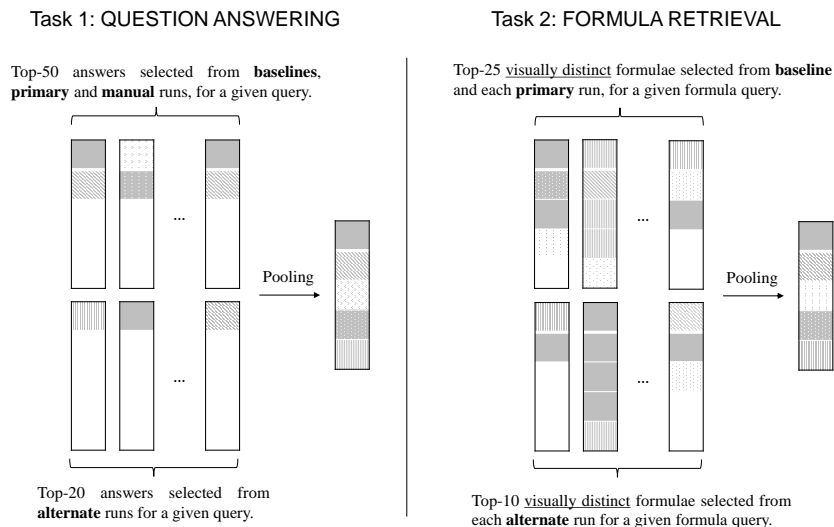 Task 1: QUESTION ANSWERING
Top-50 answers selected from baselines,
primary and manual runs, for a given query.
...
Pooling
...
Top-20 answers selected from
alternate runs for a given query.
Task 2: FORMULA RETRIEVAL
Top-25 visually distinct formulae selected from baseline
and each primary run, for a given formula query.
...
Pooling
...
Top-10 visually distinct formulae selected from
each alternate run for a given formula query.